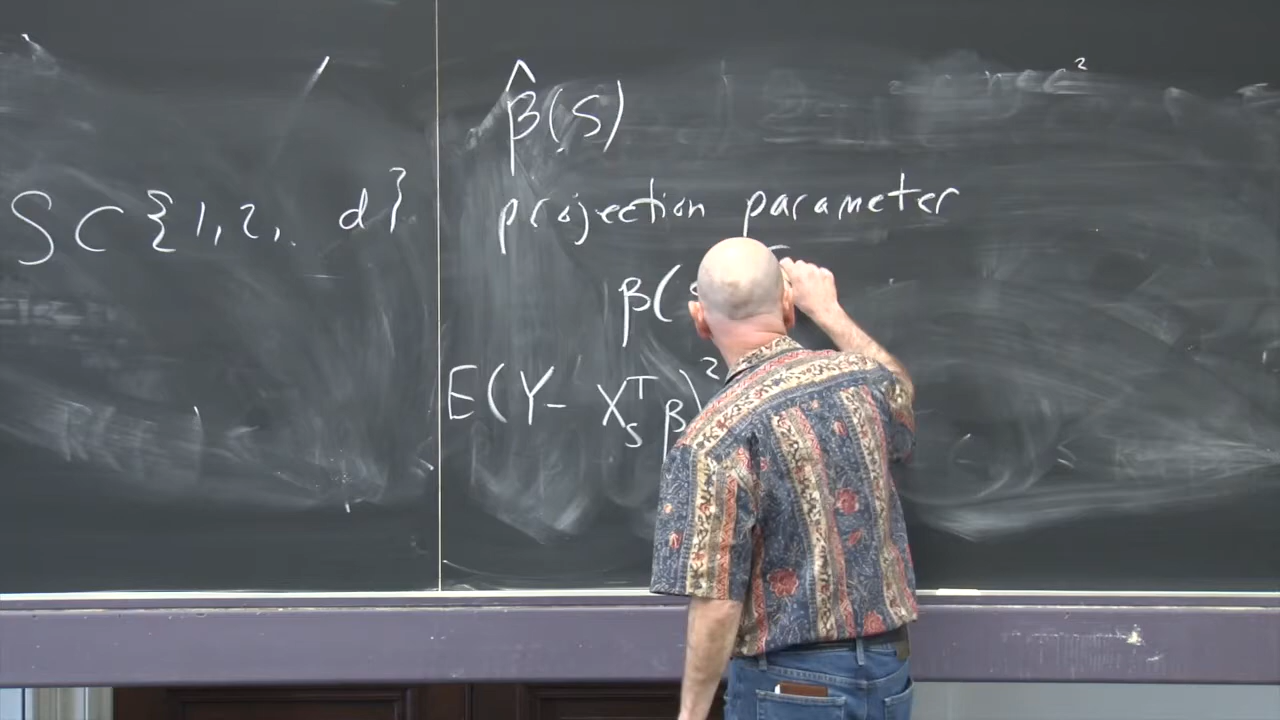 S ⊂ {1, 2, d}
β̂(S)
projection parameter
β(
E(Y - X_S^T β)²